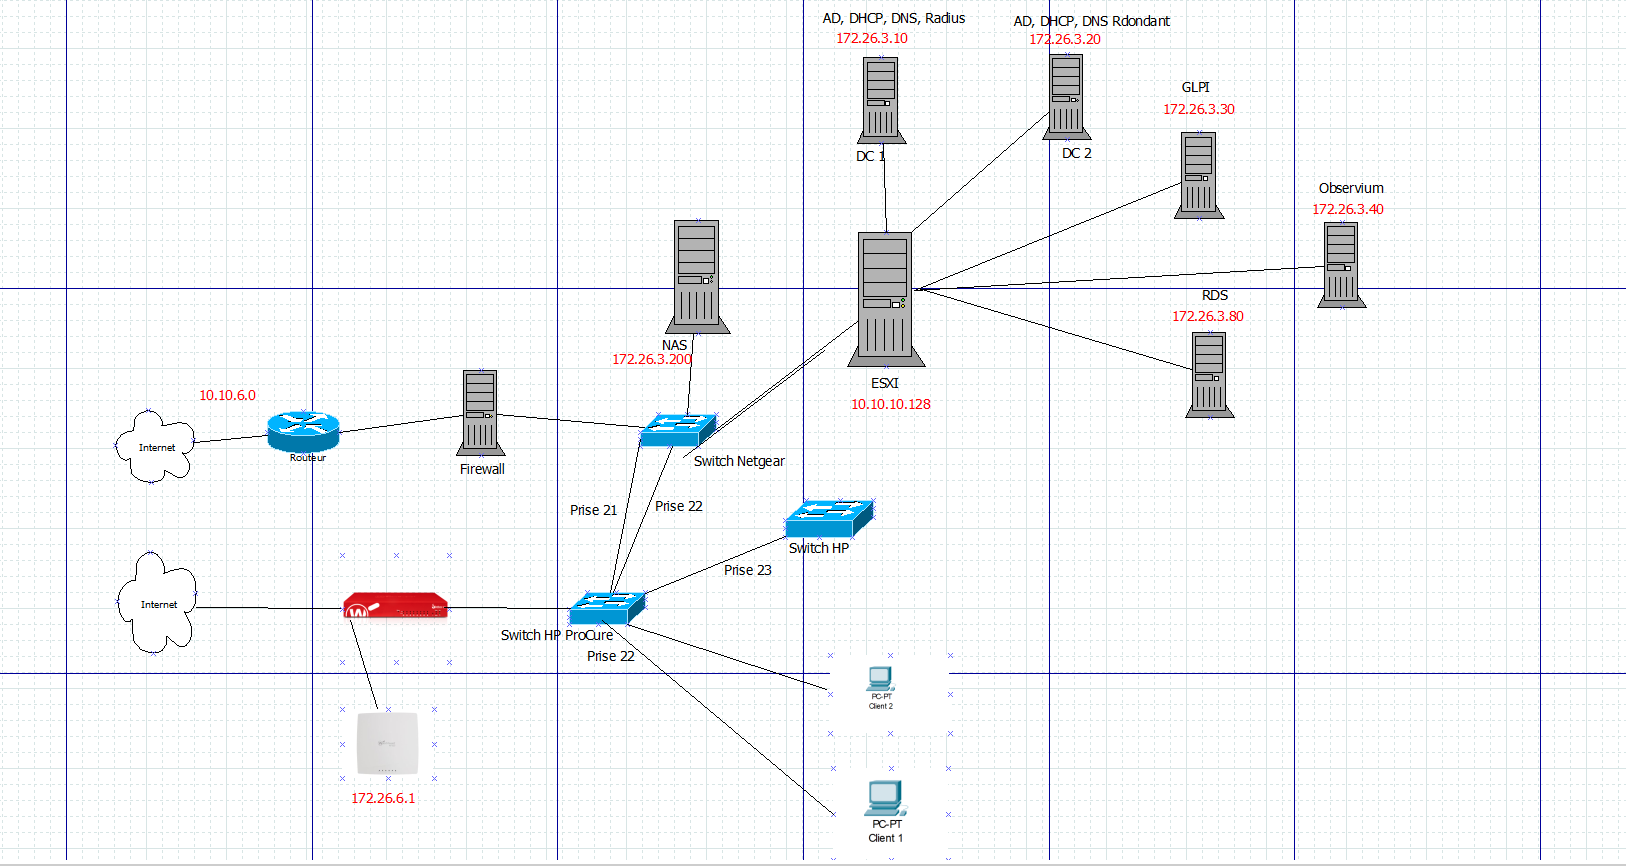 AD, DHCP, DNS, Radius
172.26.3.10
AD, DHCP, DNS Rdondant
172.26.3.20
GLPI
172.26.3.30
DC 1
DC 2
Observium
172.26.3.40
RDS
172.26.3.80
NAS
172.26.3.200
ESXI
10.10.10.128
10.10.6.0
Internet
Routeur
Firewall
Switch Netgear
Prise 21
Prise 22
Switch HP
Prise 23
Internet
W
Switch HP ProCure
Prise 22
PC-PT
Client 2
172.26.6.1
PC-PT
Client 1